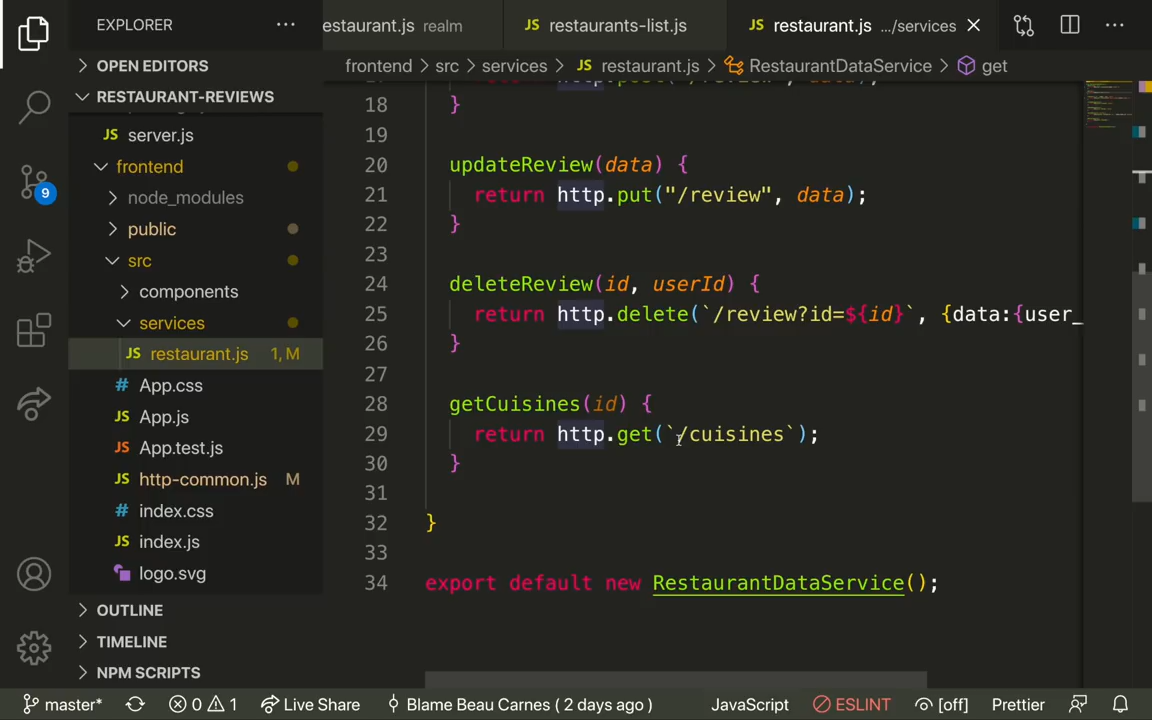 EXPLORER
OPEN EDITORS
RESTAURANT-REVIEWS
JS server.js
frontend
node_modules
public
src
components
services
JS restaurant.js 1, M
# App.css
JS App.js
JS App.test.js
JS http-common.js M
# index.css
JS index.js
logo.svg
OUTLINE
TIMELINE
NPM SCRIPTS
9
estaurant.js realm
JS restaurants-list.js
JS restaurant.js .../services
frontend > src > services > JS restaurant.js > RestaurantDataService > get
18 }
19
20 updateReview(data) {
21 return http.put("/review", data);
22 }
23
24 deleteReview(id, userId) {
25 return http.delete(`/review?id=${id}`, {data:{user_
26 }
27
28 getCuisines(id) {
29 return http.get(`/cuisines`);
30 }
31
32 }
33
34 export default new RestaurantDataService();
master* 0 1 Live Share Blame Beau Carnes ( 2 days ago ) JavaScript ESLINT [off] Prettier